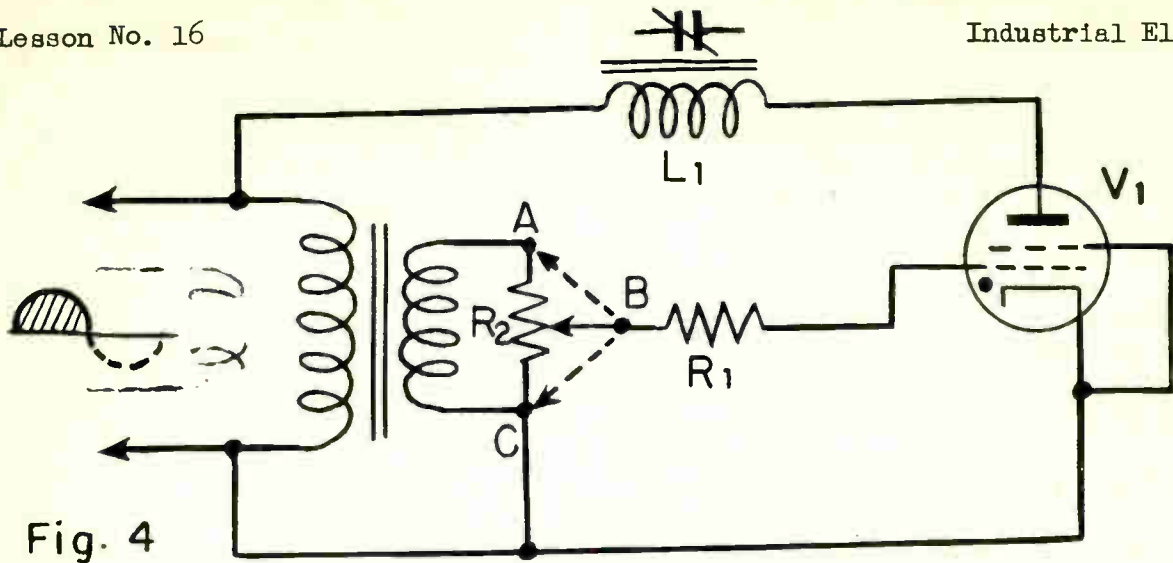 Lesson No. 16
Industrial El
L1
V1
A
B
R2
R1
C
Fig. 4